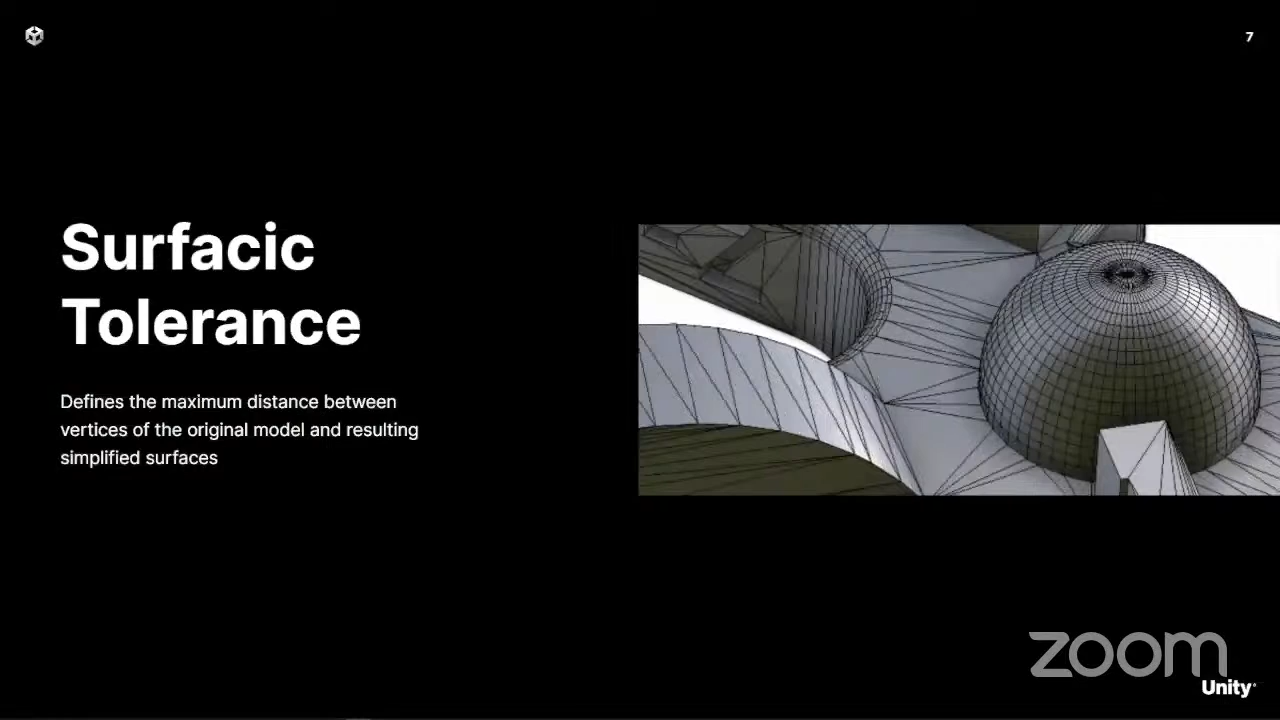 7
Surfacic
Tolerance
Defines the maximum distance between
vertices of the original model and resulting
simplified surfaces
zoom
Unity